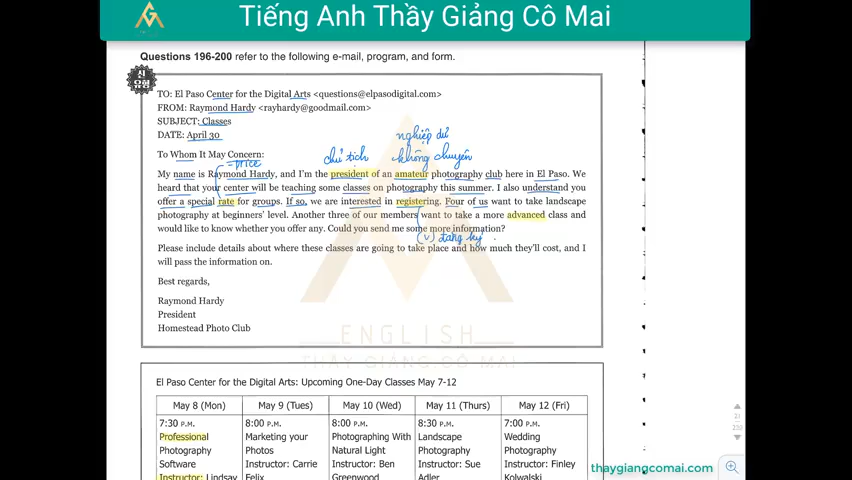 Tiếng Anh Thầy Giảng Cô Mai
Questions 196-200 refer to the following e-mail, program, and form.
TO: El Paso Center for the Digital Arts <questions@elpasodigital.com>
FROM: Raymond Hardy <rayhardy@goodmail.com>
SUBJECT: Classes
DATE: April 30
nghiệp dư
To Whom It May Concern:
=price
chủ tịch
không chuyên
My name is Raymond Hardy, and I'm the president of an amateur photography club here in El Paso. We
heard that your center will be teaching some classes on photography this summer. I also understand you
offer a special rate for groups. If so, we are interested in registering. Four of us want to take landscape
photography at beginners' level. Another three of our members want to take a more advanced class and
would like to know whether you offer any. Could you send me some more information?
(v) đăng ký
Please include details about where these classes are going to take place and how much they'll cost, and I
will pass the information on.
Best regards,
Raymond Hardy
President
Homestead Photo Club
ENGLISH
THẦY GIẢNG CÔ MAI
El Paso Center for the Digital Arts: Upcoming One-Day Classes May 7-12
May 8 (Mon) May 9 (Tues) May 10 (Wed) May 11 (Thurs) May 12 (Fri)
7:30 P.M. 8:00 P.M. 8:00 P.M. 8:30 P.M. 7:00 P.M.
Professional Marketing your Photographing With Landscape Wedding
Photography Photos Natural Light Photography Photography
Software Instructor: Carrie Instructor: Ben Instructor: Sue Instructor: Finley
Instructor: Lindsay Felix Greenwood Adler Kolwalski
thaygiangcomai.com
21